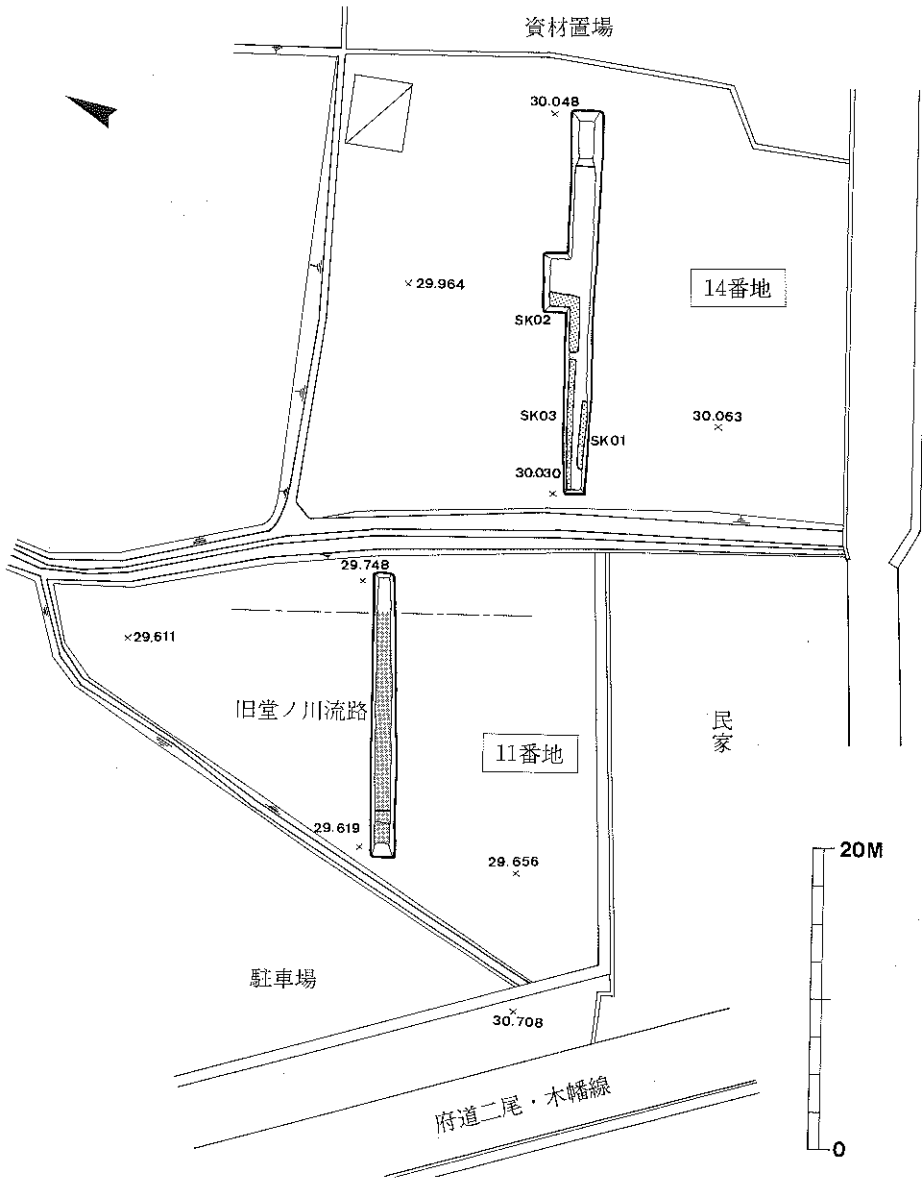 資材置場
30.048
29.964
14番地
SK02
SK03
30.063
SK01
30.030
29.748
29.611
旧堂ノ川流路
民家
11番地
29.619
29.656
20M
駐車場
30.708
府道二尾・木幡線
0